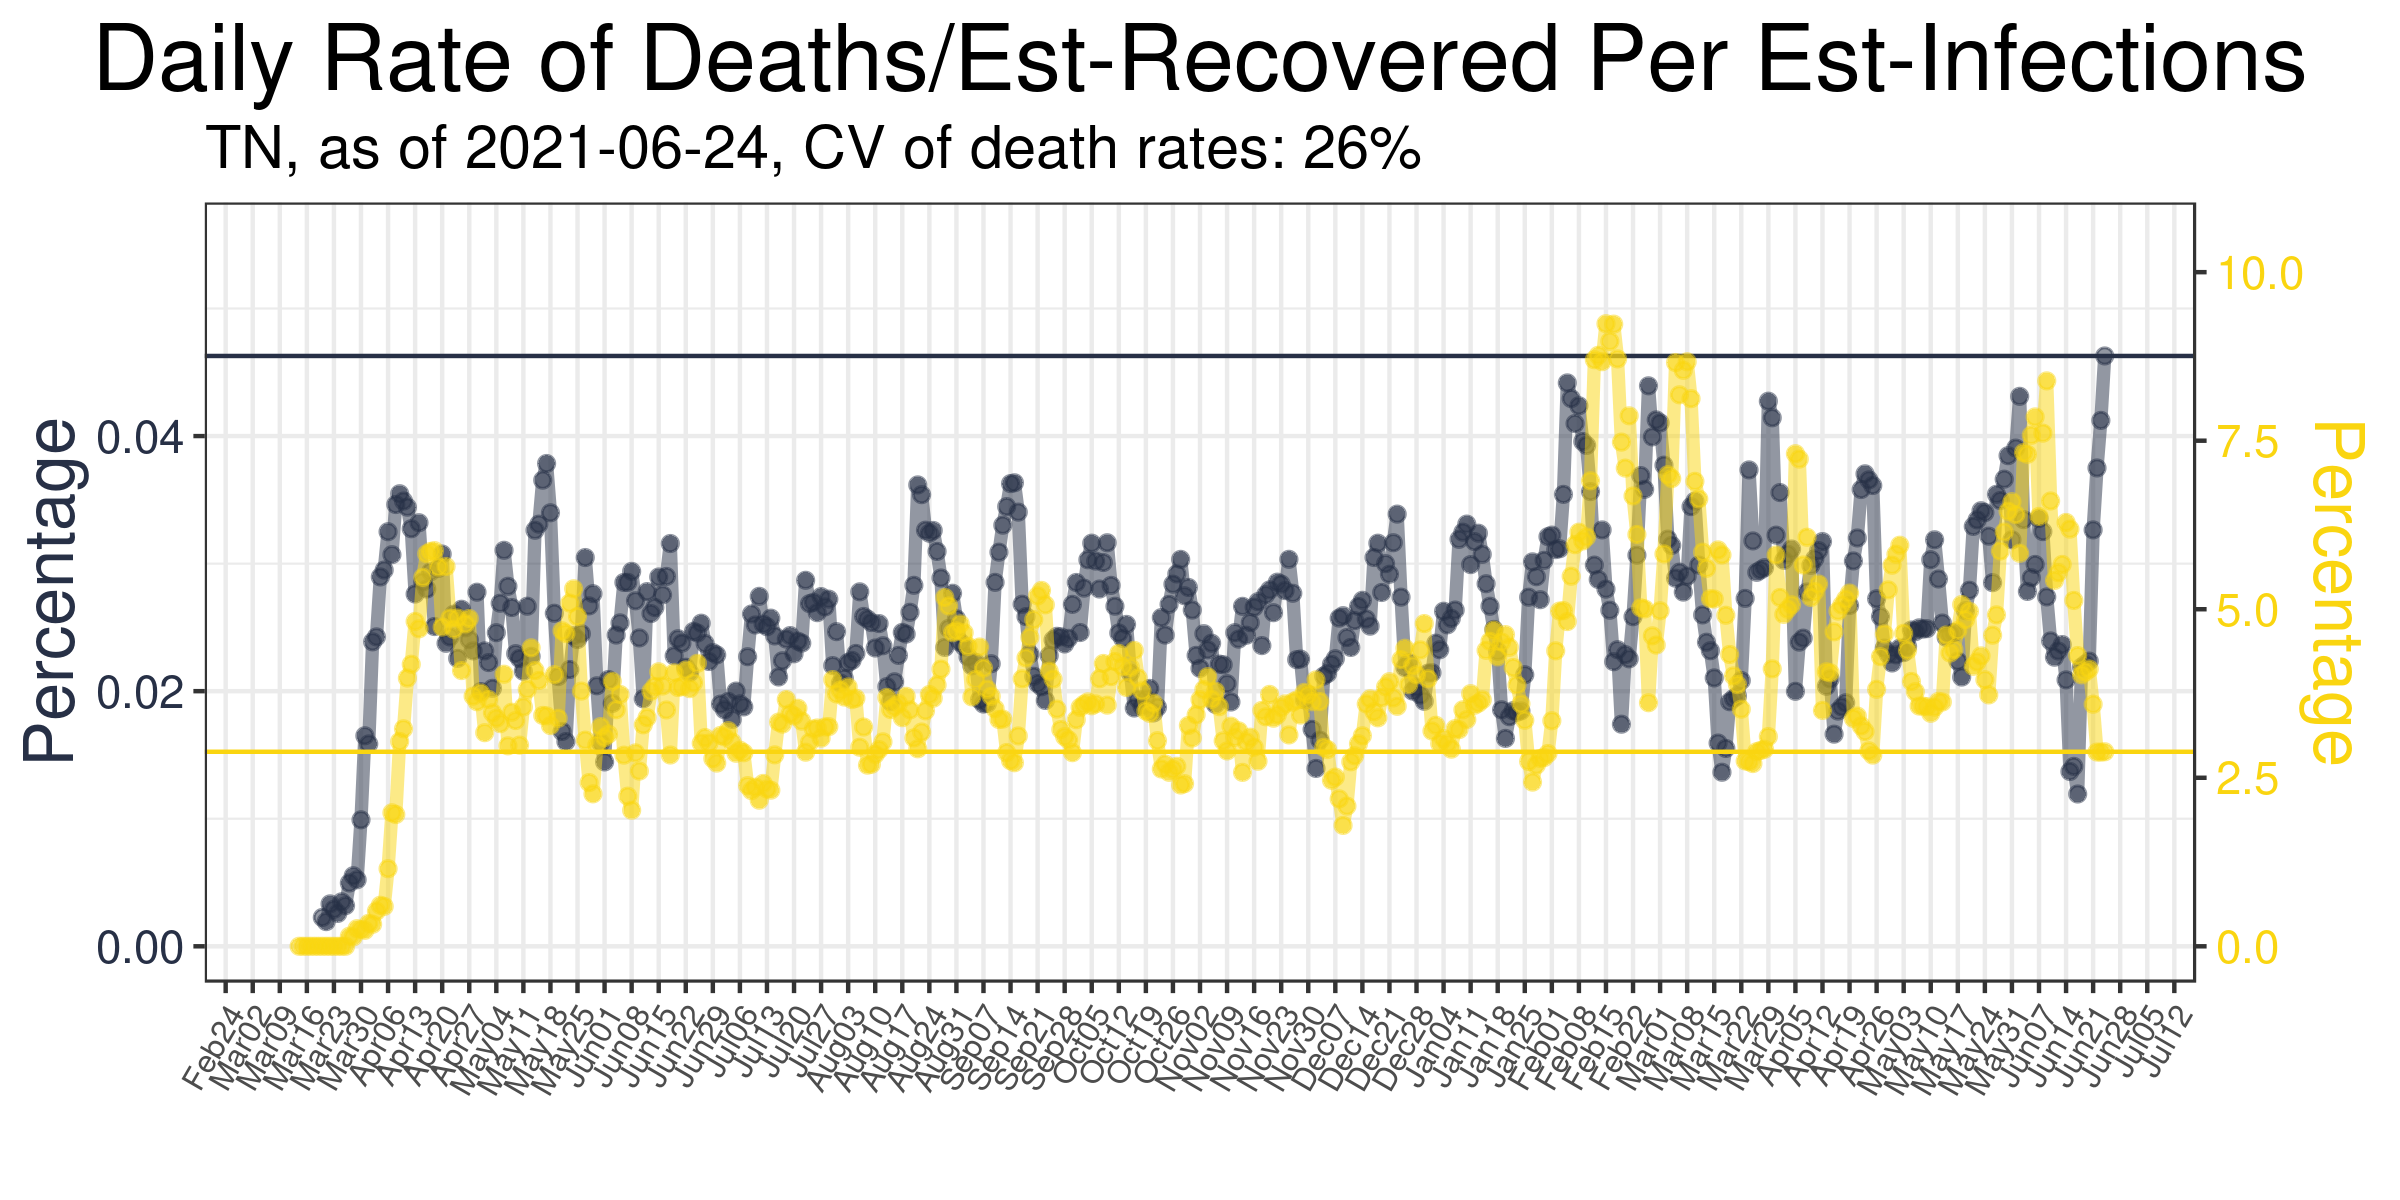 Daily Rate of Deaths/Est-Recovered Per Est-Infections
TN, as of 2021-06-24, CV of death rates: 26%
Percentage
0.04
0.02
0.00
10.0
7.5
5.0
2.5
0.0
Percentage
Feb24
Mar02
Mar09
Mar16
Mar23
Mar30
Apr06
Apr13
Apr20
Apr27
May04
May11
May18
May25
Jun01
Jun08
Jun15
Jun22
Jun29
Jul06
Jul13
Jul20
Jul27
Aug03
Aug10
Aug17
Aug24
Aug31
Sep07
Sep14
Sep21
Sep28
Oct05
Oct12
Oct19
Oct26
Nov02
Nov09
Nov16
Nov23
Nov30
Dec07
Dec14
Dec21
Dec28
Jan04
Jan11
Jan18
Jan25
Feb01
Feb08
Feb15
Feb22
Mar01
Mar08
Mar15
Mar22
Mar29
Apr05
Apr12
Apr19
Apr26
May03
May10
May17
May24
May31
Jun07
Jun14
Jun21
Jun28
Jul05
Jul12